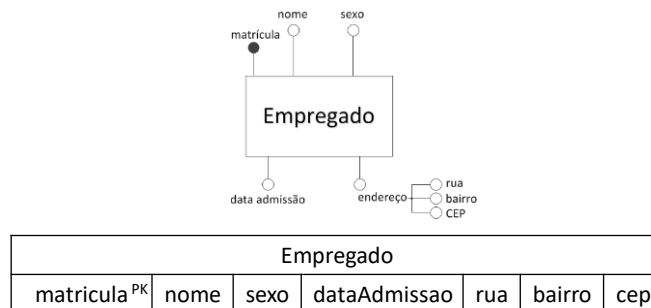 nome
sexo
matrícula
Empregado
data admissão
endereço
rua
bairro
CEP
Empregado
matricula PK nome sexo dataAdmissao rua bairro cep